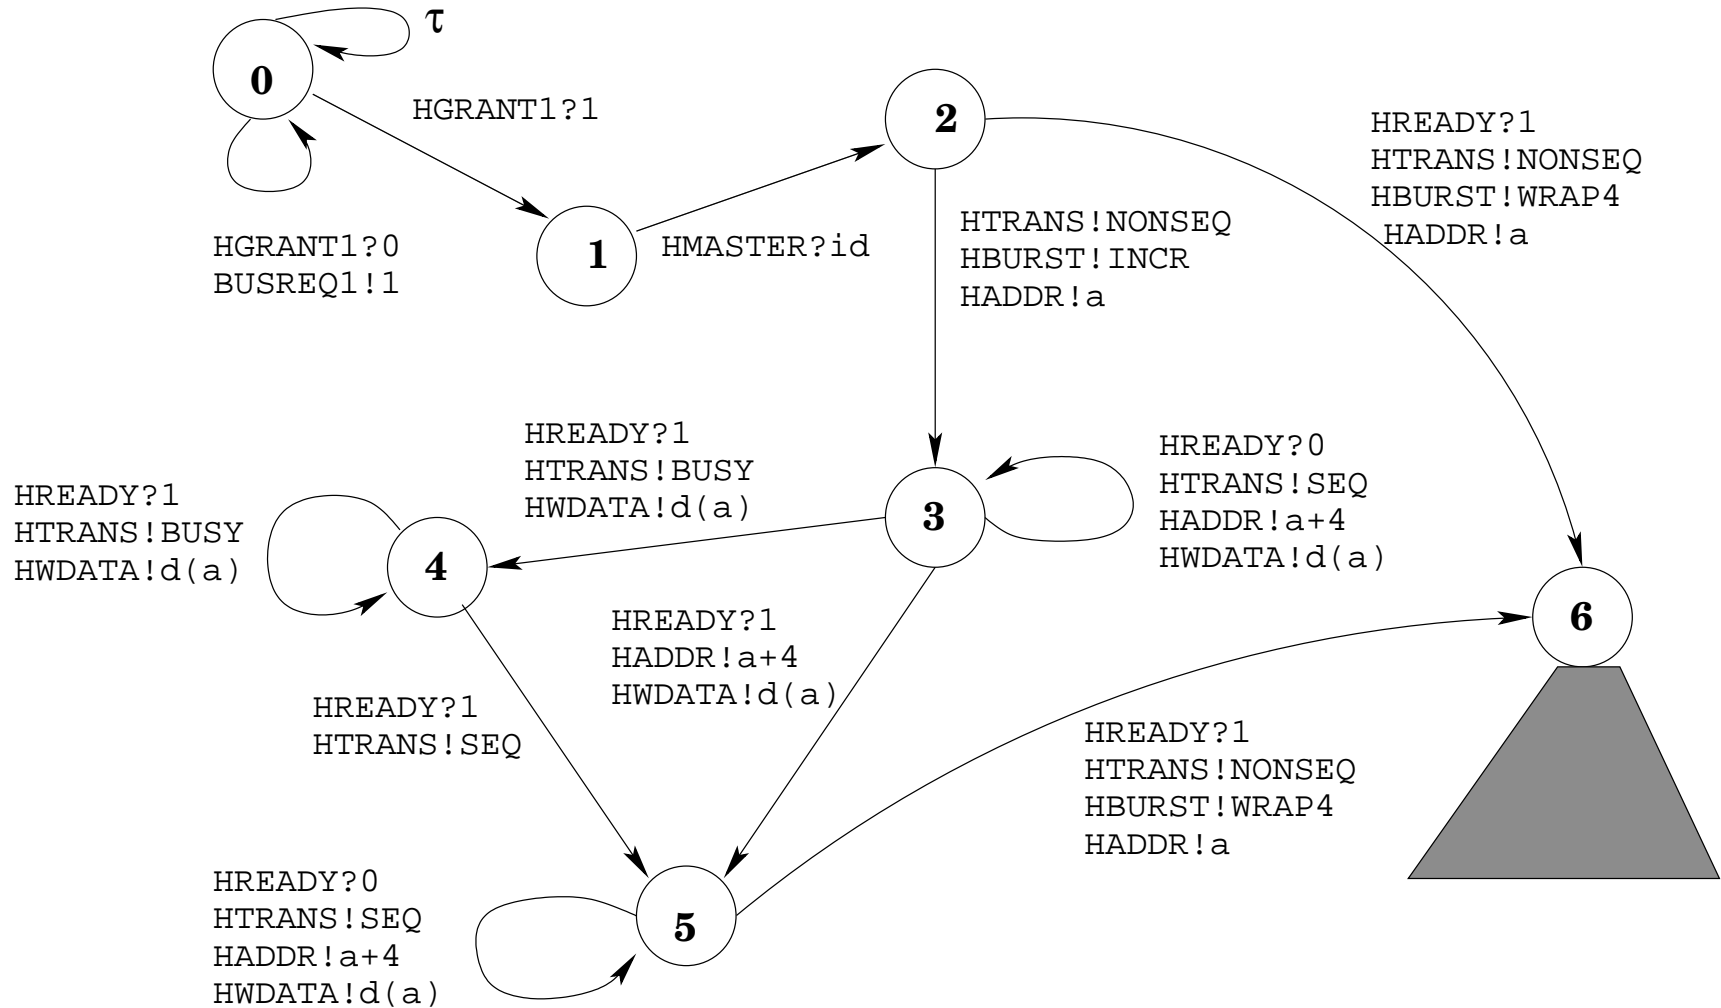 τ
0
HGRANT1?1
HGRANT1?0
BUSREQ1!1
1
HMASTER?id
2
HTRANS!NONSEQ
HBURST!INCR
HADDR!a
HREADY?1
HTRANS!NONSEQ
HBURST!WRAP4
HADDR!a
HREADY?1
HTRANS!BUSY
HWDATA!d(a)
3
HREADY?0
HTRANS!SEQ
HADDR!a+4
HWDATA!d(a)
HREADY?1
HTRANS!BUSY
HWDATA!d(a)
4
HREADY?1
HADDR!a+4
HWDATA!d(a)
6
HREADY?1
HTRANS!SEQ
HREADY?1
HTRANS!NONSEQ
HBURST!WRAP4
HADDR!a
HREADY?0
HTRANS!SEQ
HADDR!a+4
HWDATA!d(a)
5